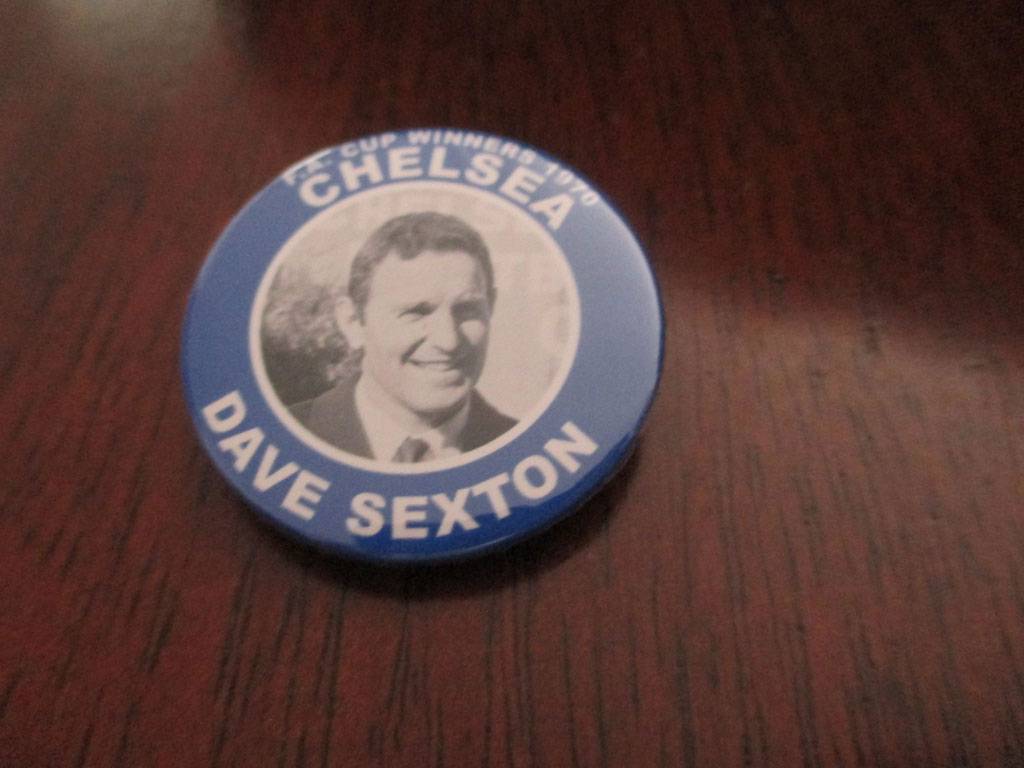 F.A. CUP WINNERS 1970
CHELSEA
DAVE SEXTON